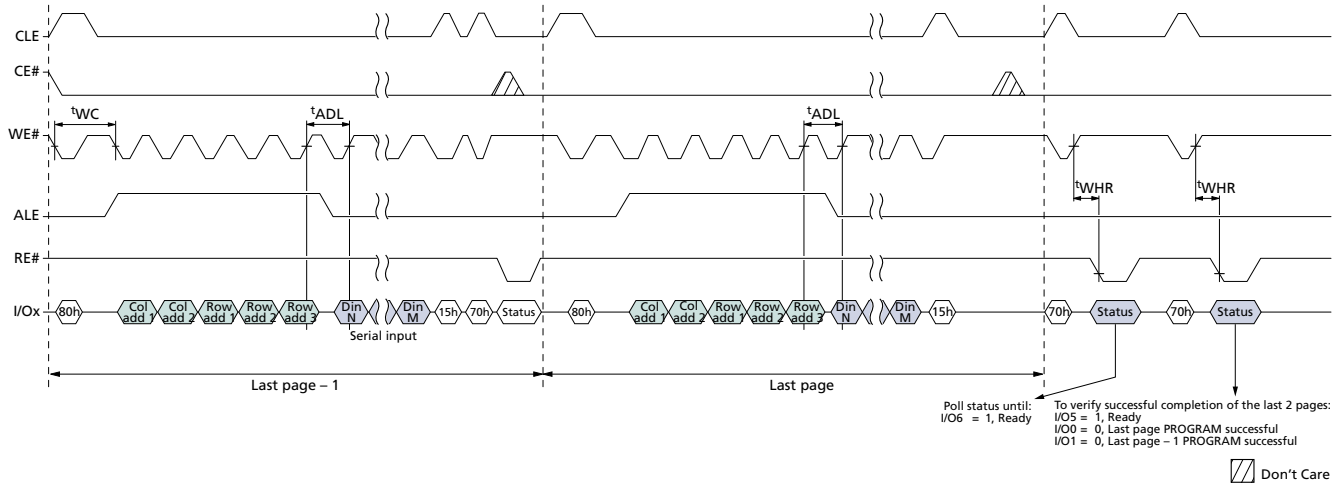 CLE
CE#
tWC
tADL
tADL
WE#
tWHR
tWHR
ALE
RE#
I/Ox
80h
Col add 1
Col add 2
Row add 1
Row add 2
Row add 3
Din N
Din M
15h
70h
Status
80h
Col add 1
Col add 2
Row add 1
Row add 2
Row add 3
Din N
Din M
15h
70h
Status
70h
Status
Serial input
Last page – 1
Last page
Poll status until:
I/O6 = 1, Ready
To verify successful completion of the last 2 pages:
I/O5 = 1, Ready
I/O0 = 0, Last page PROGRAM successful
I/O1 = 0, Last page – 1 PROGRAM successful
Don't Care